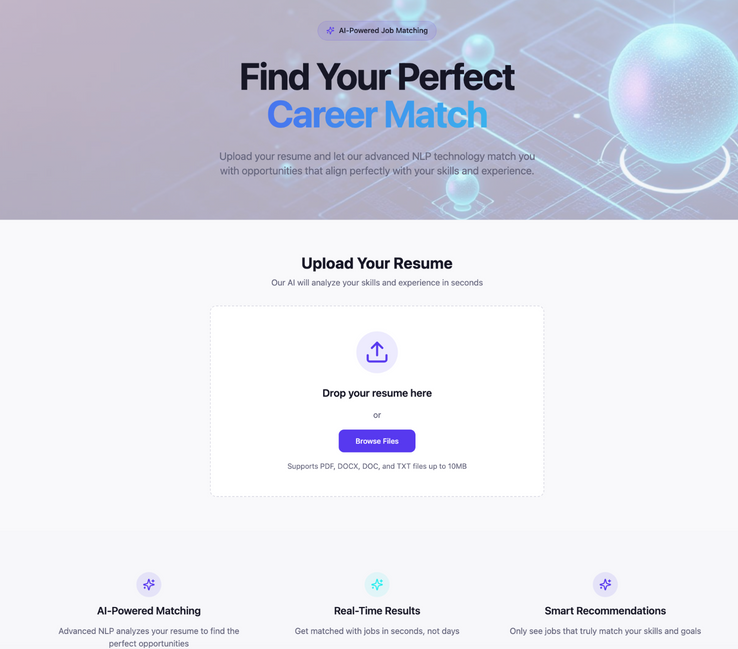 AI-Powered Job Matching
Find Your Perfect
Career Match
Upload your resume and let our advanced NLP technology match you
with opportunities that align perfectly with your skills and experience.
Upload Your Resume
Our AI will analyze your skills and experience in seconds
Drop your resume here
or
Browse Files
Supports PDF, DOCX, DOC, and TXT files up to 10MB
AI-Powered Matching
Advanced NLP analyzes your resume to find the
perfect opportunities
Real-Time Results
Get matched with jobs in seconds, not days
Smart Recommendations
Only see jobs that truly match your skills and goals